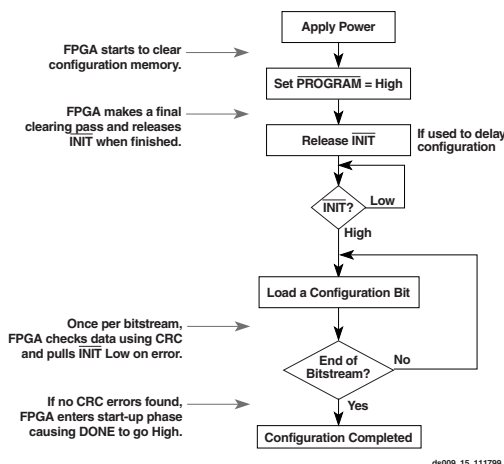 Apply Power
FPGA starts to clear
configuration memory.
Set PROGRAM = High
FPGA makes a final
clearing pass and releases
INIT when finished.
Release INIT
If used to delay
configuration
INIT?
Low
High
Load a Configuration Bit
Once per bitstream,
FPGA checks data using CRC
and pulls INIT Low on error.
End of
Bitstream?
No
Yes
If no CRC errors found,
FPGA enters start-up phase
causing DONE to go High.
Configuration Completed
ds009_15_111799